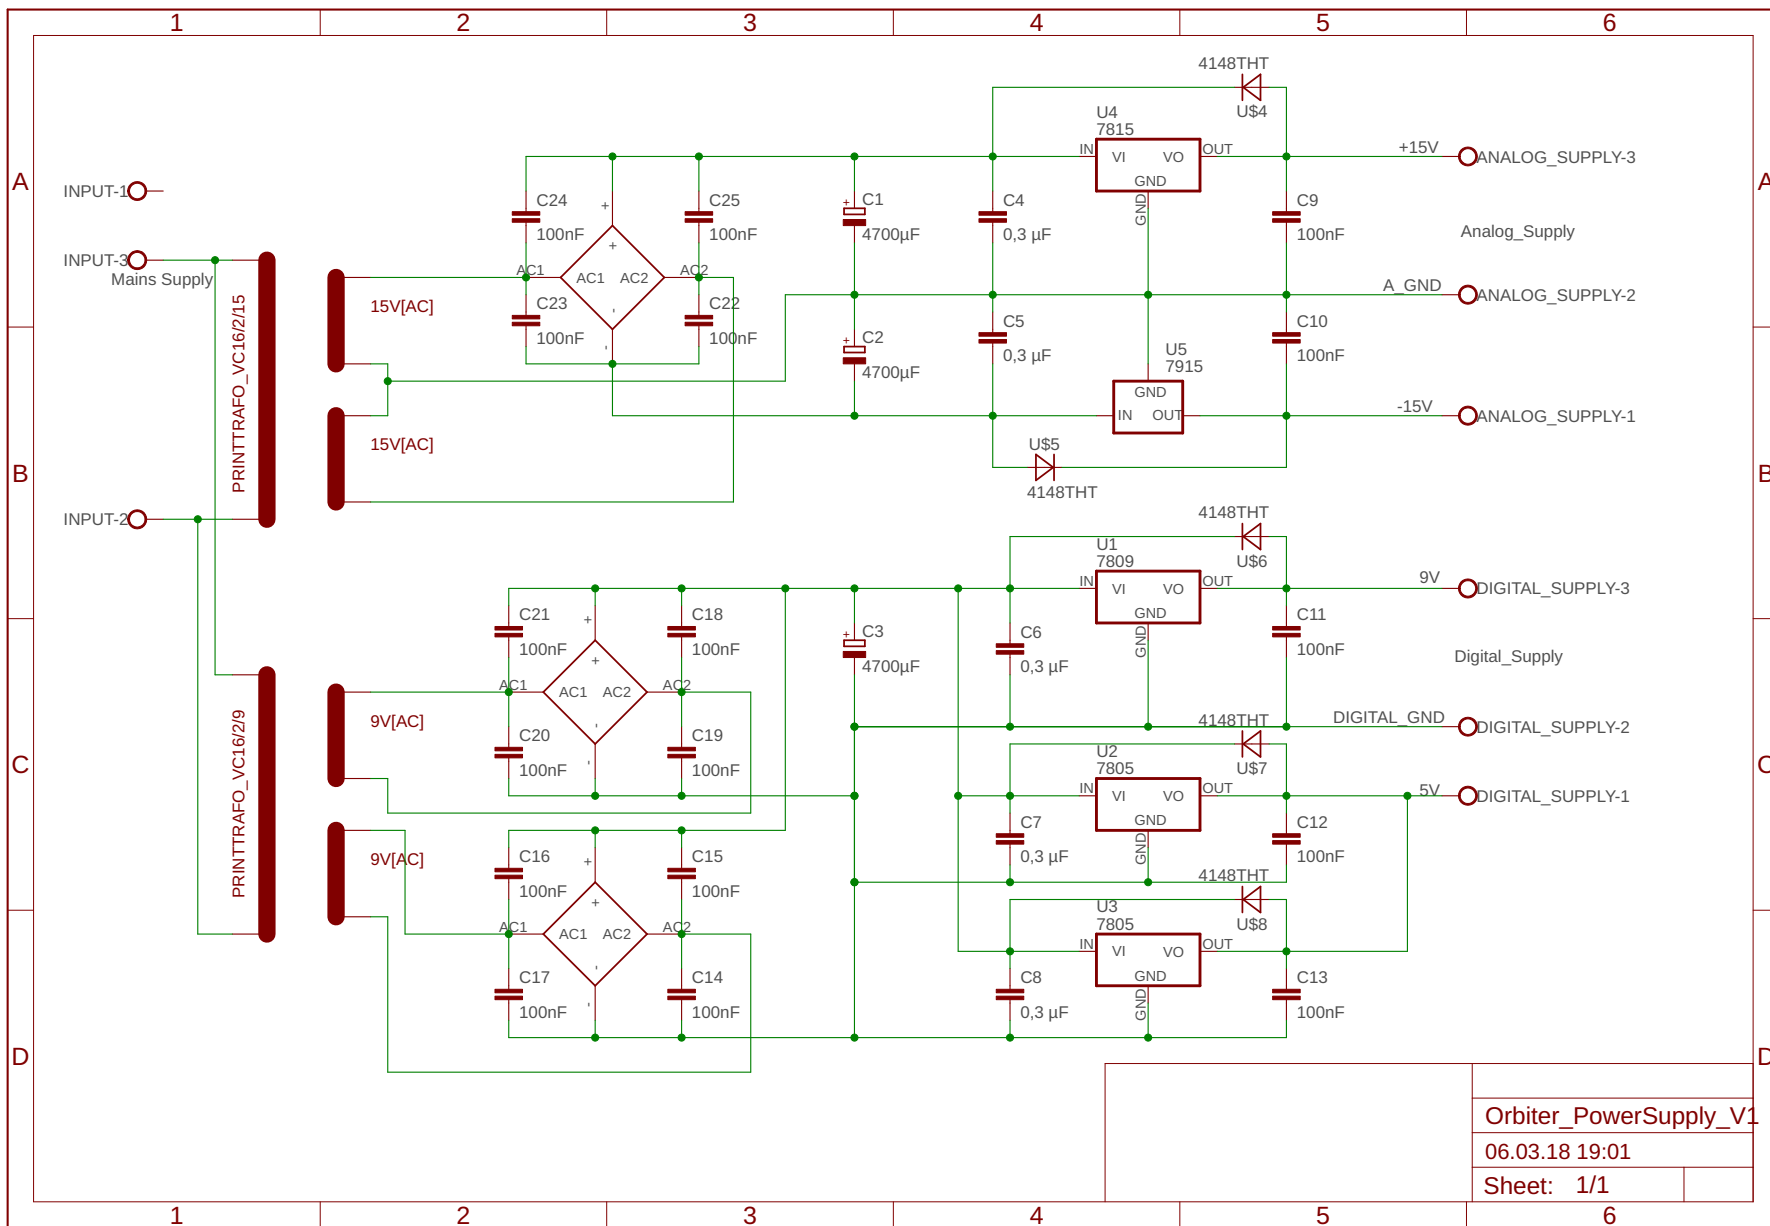 1 2 3 4 5 6
A A
B B
C C
D D
INPUT-1
INPUT-3
Mains Supply
INPUT-2
PRINTTRAFO_VC16/2/15
15V[AC]
15V[AC]
C24
100nF
C25
100nF
AC1 AC1 AC2 AC2
+
+
-
-
C23
100nF
C22
100nF
+
C1
4700µF
+
C2
4700µF
C4
0,3 µF
C5
0,3 µF
4148THT
U$4
U4
7815
IN VI VO OUT
GND
GND
C9
100nF
C10
100nF
U5
7915
GND
IN OUT
U$5
4148THT
+15V
ANALOG_SUPPLY-3
Analog_Supply
A_GND
ANALOG_SUPPLY-2
-15V
ANALOG_SUPPLY-1
PRINTTRAFO_VC16/2/9
9V[AC]
9V[AC]
C21
100nF
C18
100nF
AC1 AC1 AC2 AC2
+
+
-
-
C20
100nF
C19
100nF
C16
100nF
C15
100nF
AC1 AC1 AC2 AC2
+
+
-
-
C17
100nF
C14
100nF
+
C3
4700µF
4148THT
U$6
U1
7809
IN VI VO OUT
GND
GND
C6
0,3 µF
C11
100nF
9V
DIGITAL_SUPPLY-3
Digital_Supply
DIGITAL_GND
DIGITAL_SUPPLY-2
4148THT
U$7
U2
7805
IN VI VO OUT
GND
GND
C7
0,3 µF
C12
100nF
5V
DIGITAL_SUPPLY-1
4148THT
U$8
U3
7805
IN VI VO OUT
GND
GND
C8
0,3 µF
C13
100nF
Orbiter_PowerSupply_V1
06.03.18 19:01
Sheet: 1/1
1 2 3 4 5 6